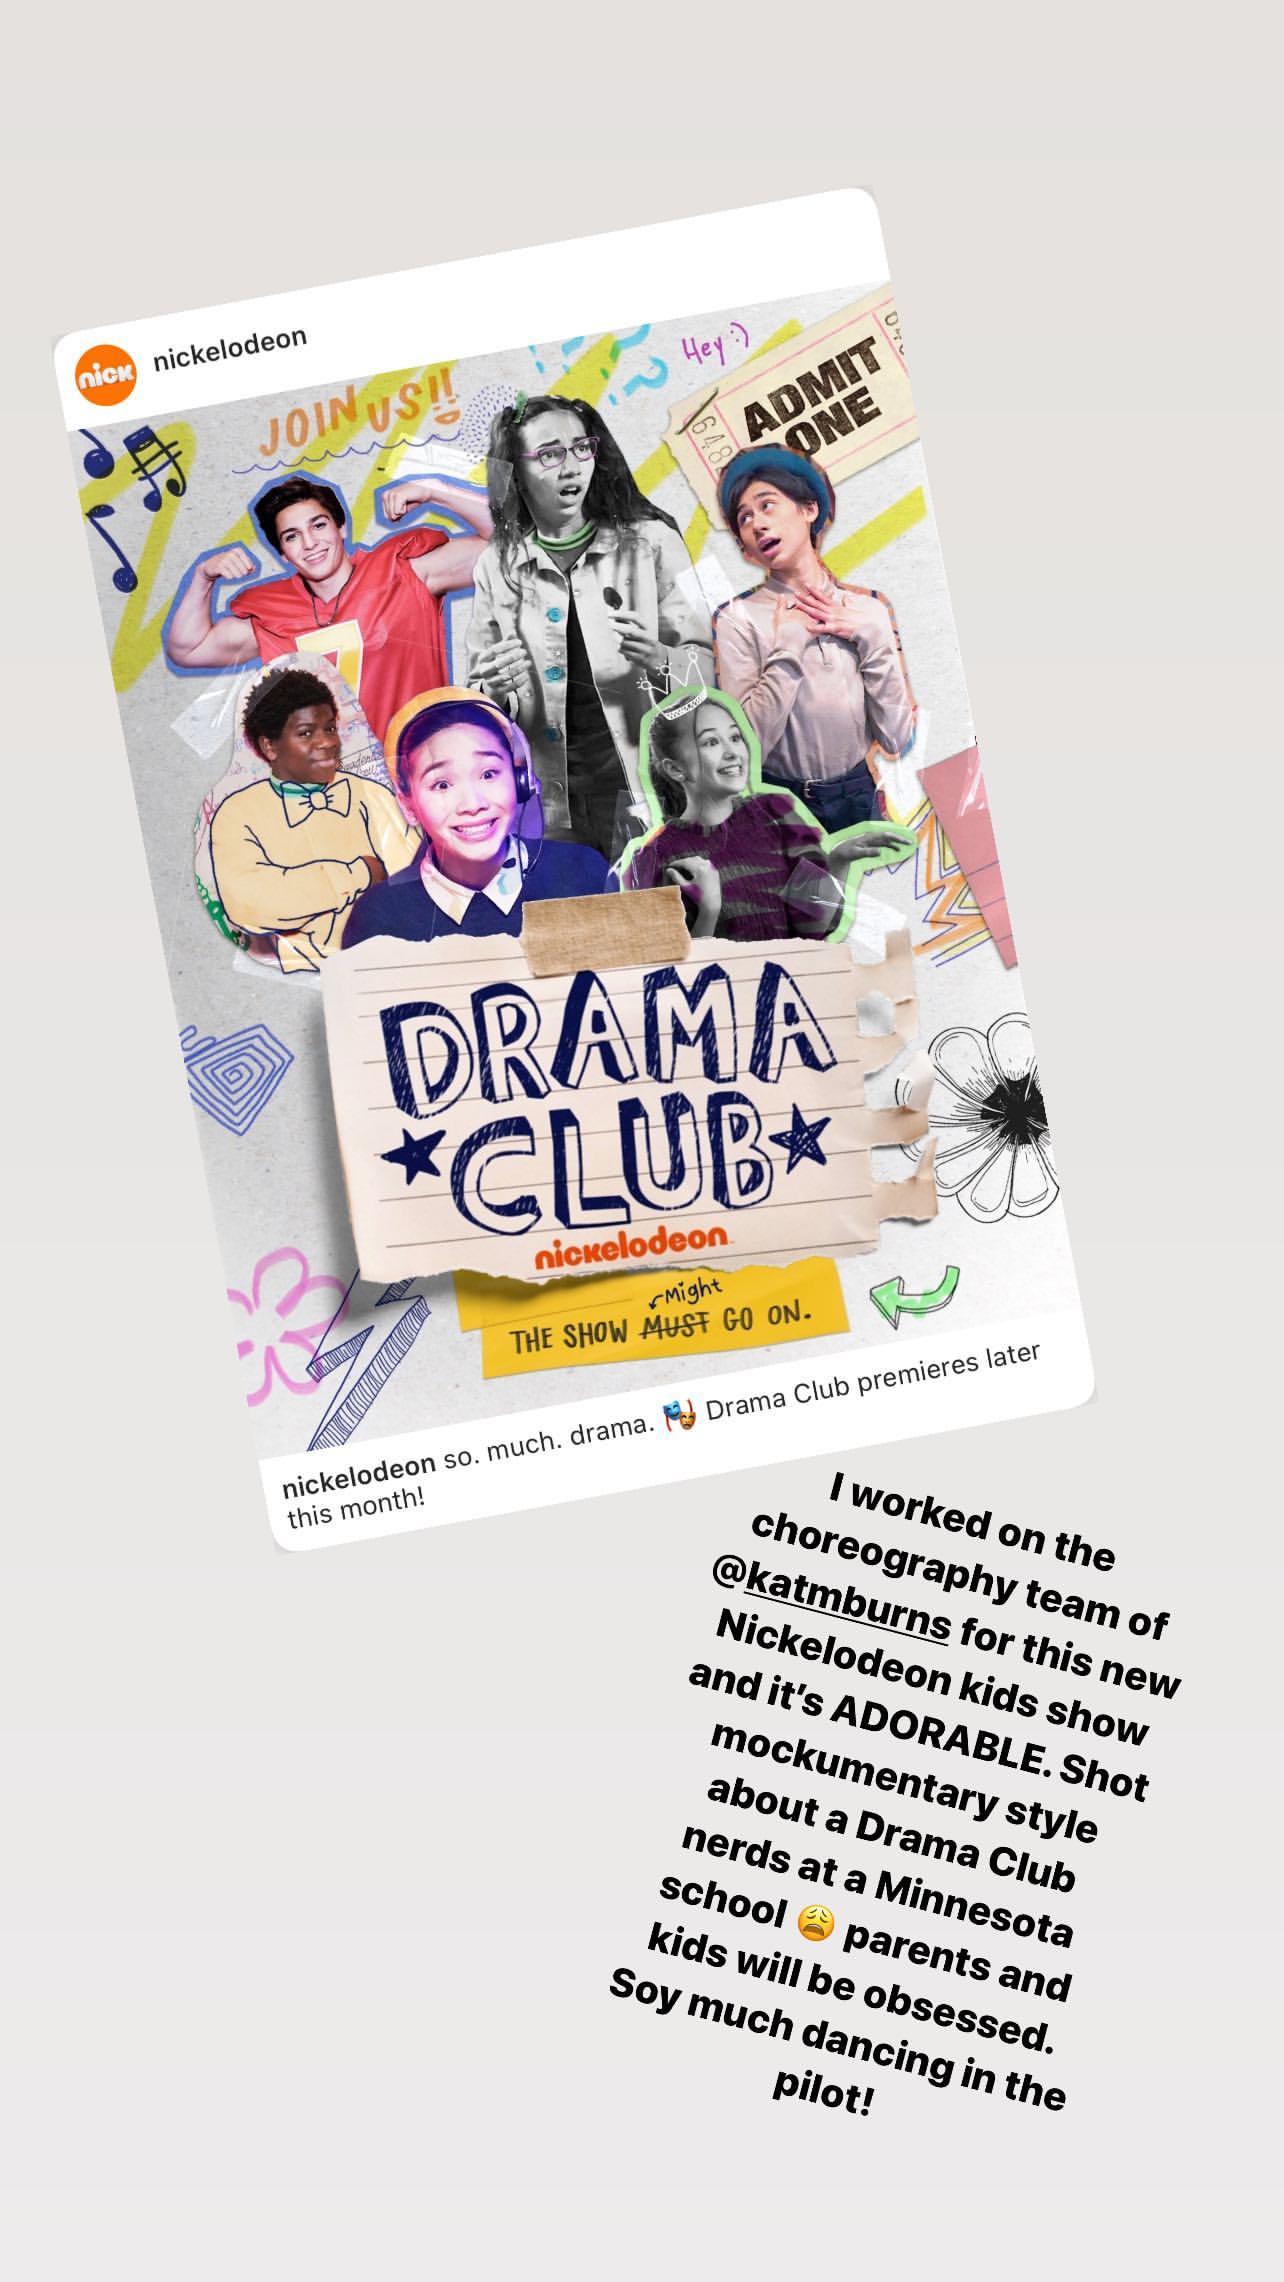 nick
nickelodeon
JOIN US!!
Hey :)
ADMIT
ONE
648
7
DRAMA
CLUB
nickelodeon
Might
THE SHOW MUST GO ON.
nickelodeon so. much. drama. 🎭 Drama Club premieres later
this month!
I worked on the
choreography team of
@katmburns for this new
Nickelodeon kids show
and it's ADORABLE. Shot
mockumentary style
about a Drama Club
nerds at a Minnesota
school 😩 parents and
kids will be obsessed.
Soy much dancing in the
pilot!